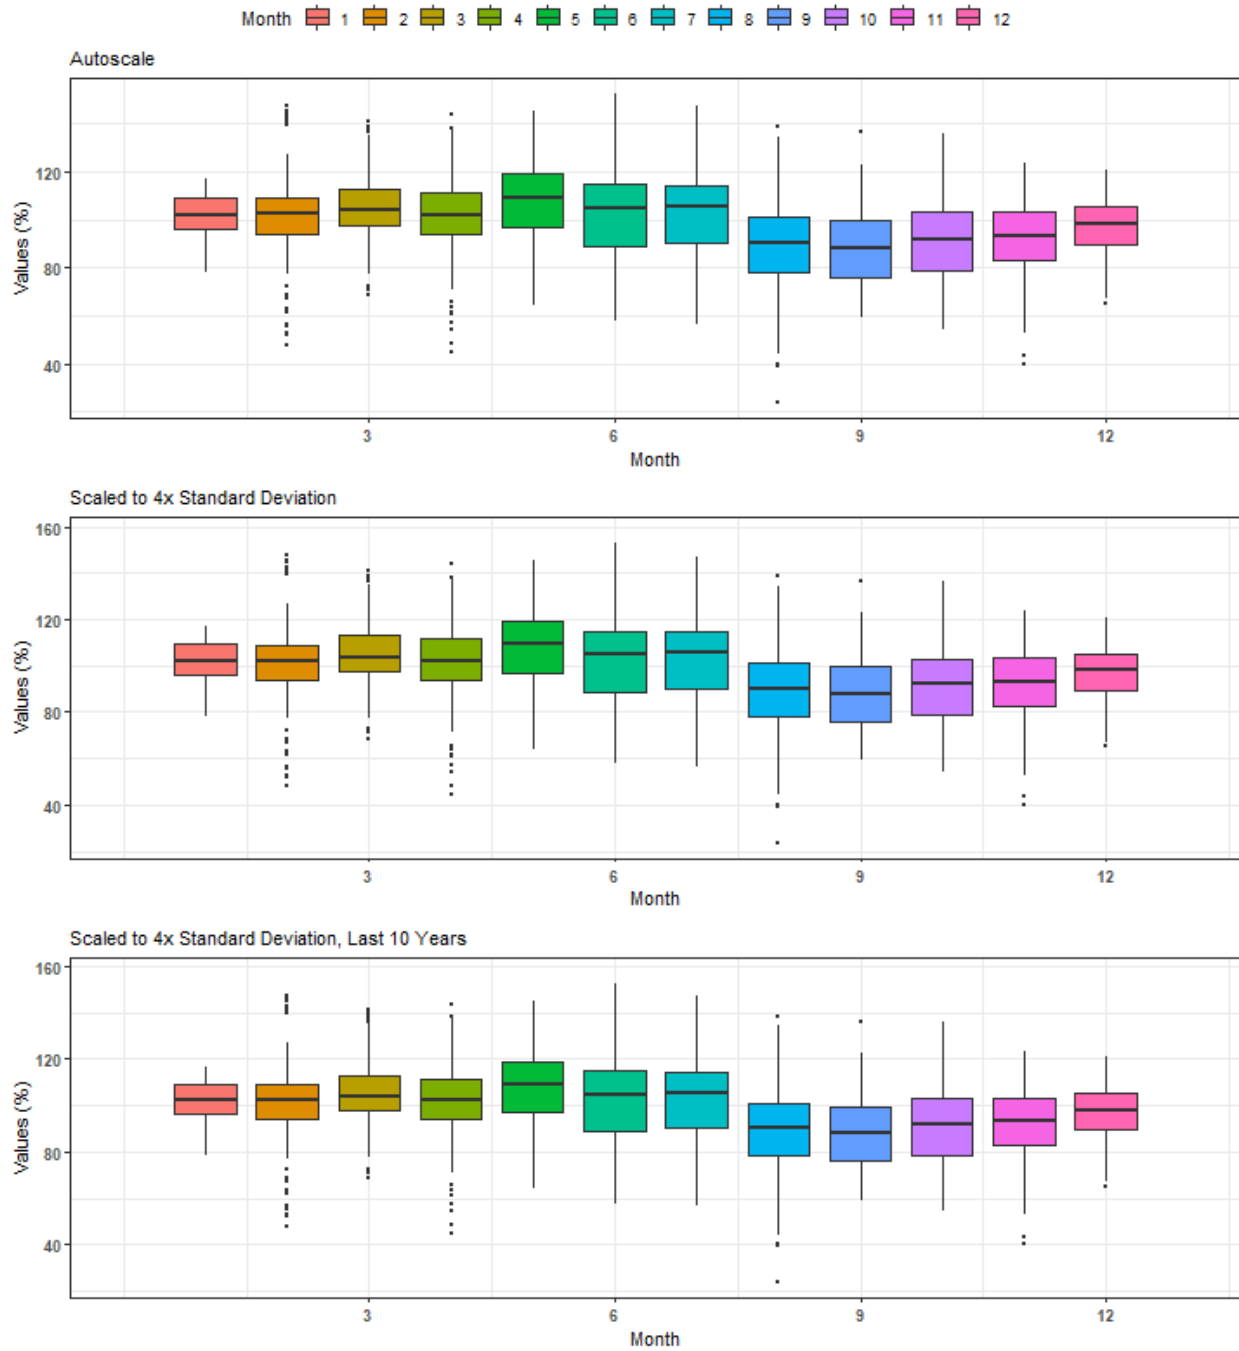 Month 1 2 3 4 5 6 7 8 9 10 11 12
Autoscale
Values (%)
120
80
40
3 6 9 12
Month
Scaled to 4x Standard Deviation
Values (%)
160
120
80
40
3 6 9 12
Month
Scaled to 4x Standard Deviation, Last 10 Years
Values (%)
160
120
80
40
3 6 9 12
Month